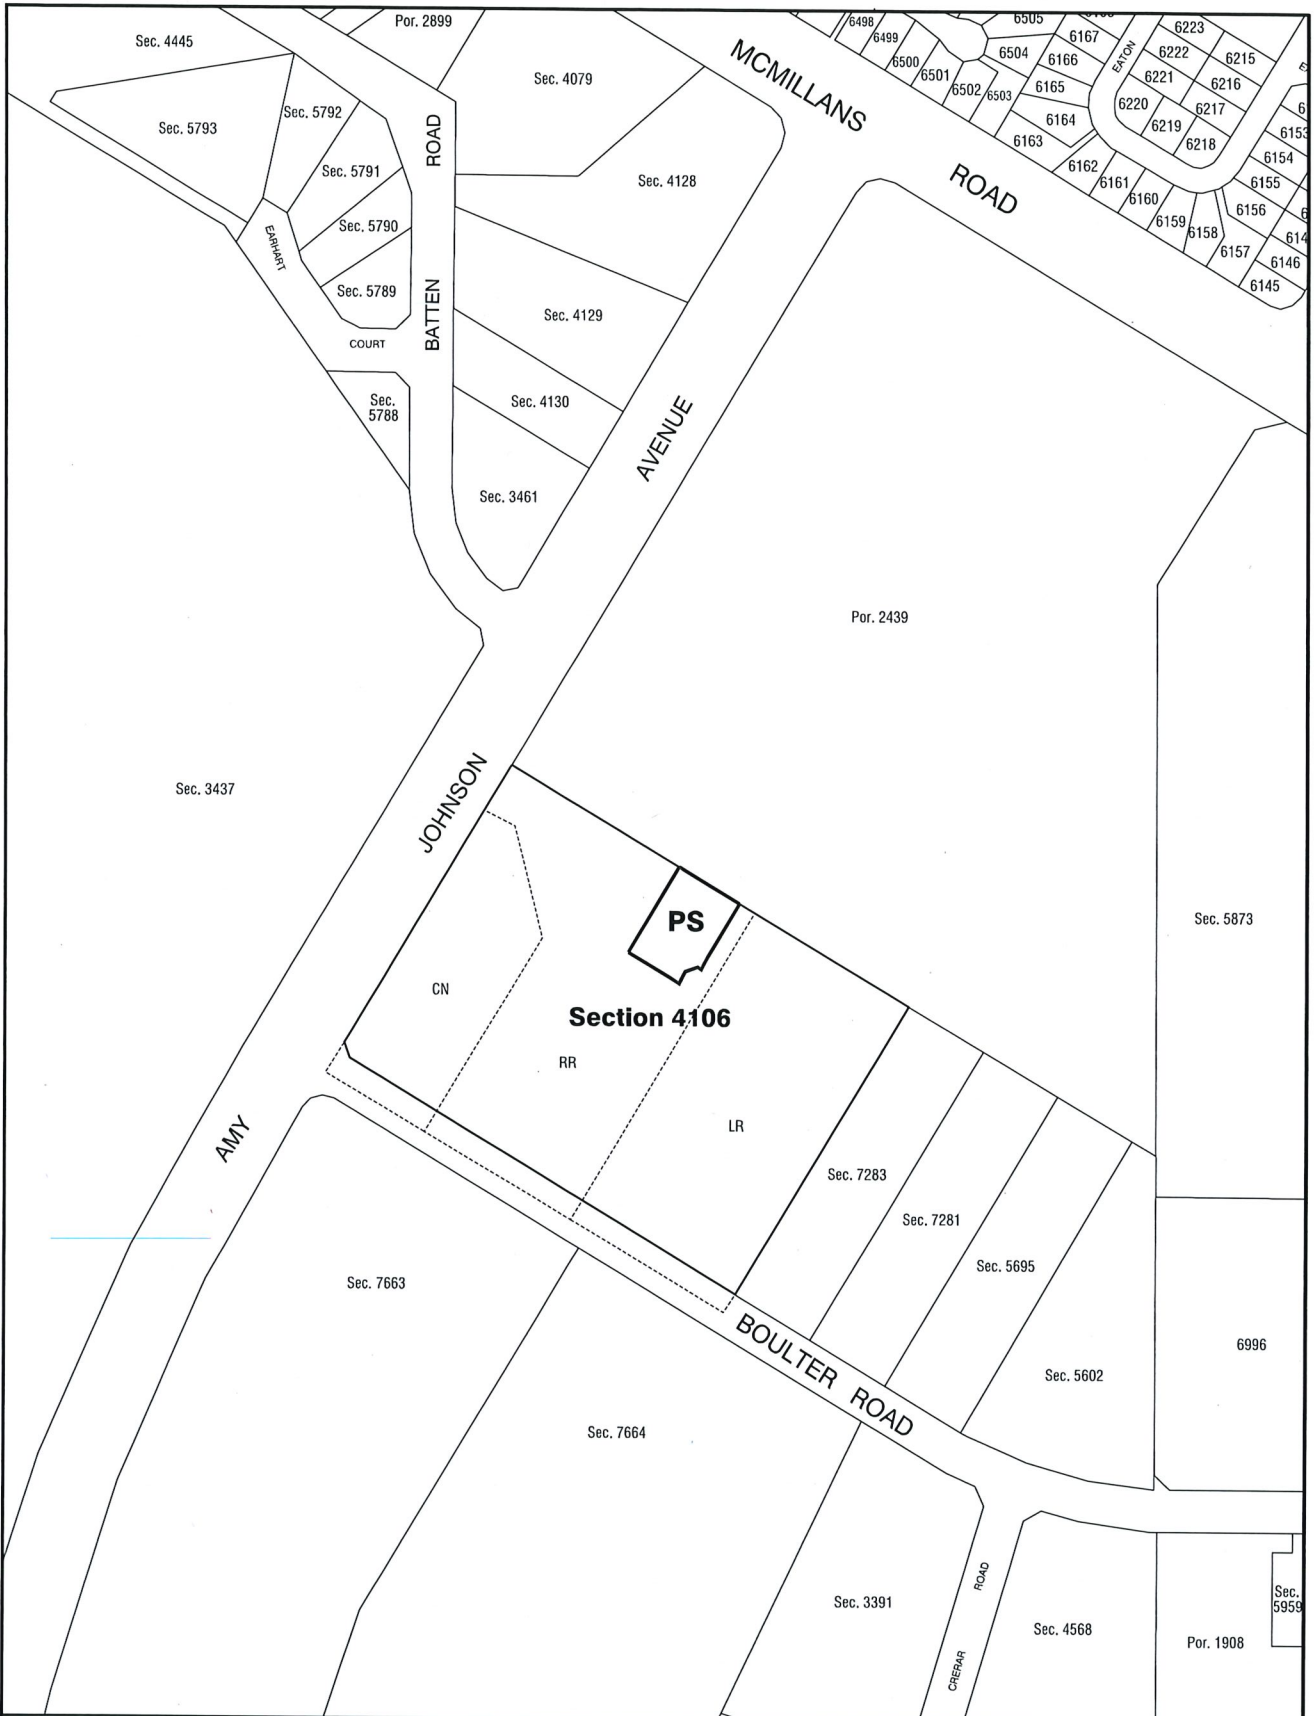 Por. 2899
Sec. 4445
Sec. 4079
Sec. 5793
Sec. 5792
Sec. 5791
Sec. 5790
Sec. 5789
Sec.
5788
EARHART
COURT
BATTEN ROAD
Sec. 4128
Sec. 4129
Sec. 4130
Sec. 3461
MCMILLANS ROAD
6498
6499
6500
6501
6502
6503
6504
6505
6167
6166
6165
6164
6163
6162
6161
6160
6159
6158
6157
6156
6155
6154
6153
6146
6145
EATON
6223
6222
6221
6220
6219
6218
6217
6216
6215
AMY JOHNSON AVENUE
Por. 2439
Sec. 3437
Sec. 5873
PS
Section 4106
CN
RR
LR
Sec. 7283
Sec. 7281
Sec. 5695
Sec. 5602
6996
BOULTER ROAD
Sec. 7663
Sec. 7664
Sec. 3391
CRERAR ROAD
Sec. 4568
Por. 1908
Sec.
5959